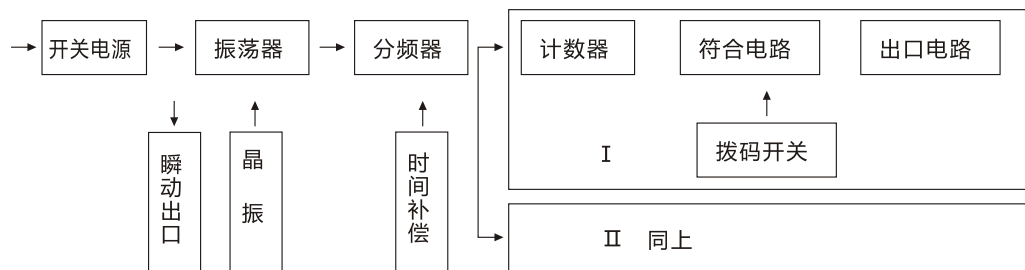 开关电源
振荡器
分频器
计数器
符合电路
出口电路
瞬动出口
晶振
时间补偿
拨码开关
Ⅰ
Ⅱ 同上